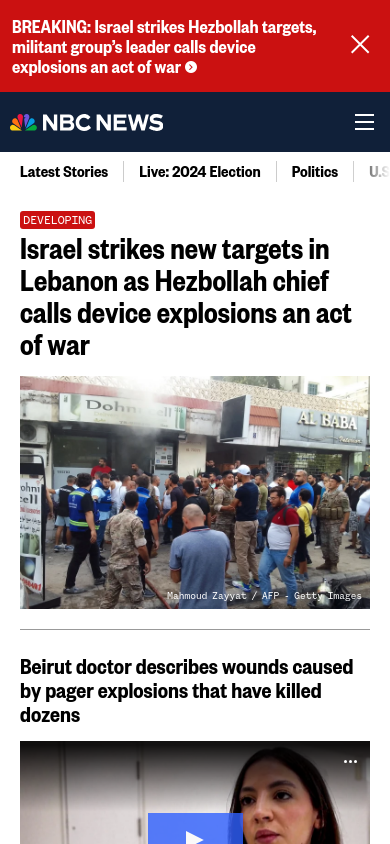 BREAKING: Israel strikes Hezbollah targets,
militant group's leader calls device
explosions an act of war
NBC NEWS
Latest Stories
Live: 2024 Election
Politics
U.S
DEVELOPING
Israel strikes new targets in
Lebanon as Hezbollah chief
calls device explosions an act
of war
AL BABA
Mahmoud Zayyat / AFP - Getty Images
Beirut doctor describes wounds caused
by pager explosions that have killed
dozens